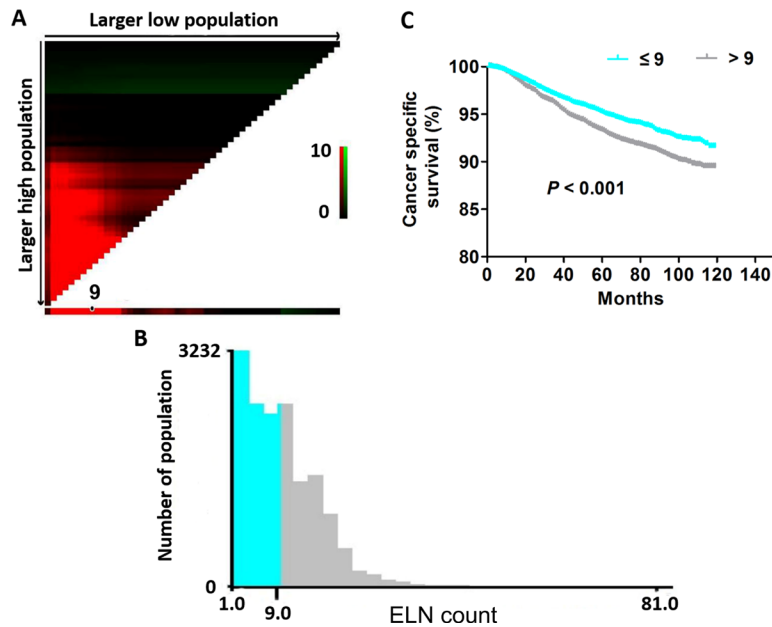 A
Larger low population
Larger high population
10
0
9
C
≤ 9
> 9
Cancer specific
survival (%)
100
95
90
85
80
P < 0.001
0 20 40 60 80 100 120 140
Months
B
3232
Number of population
0
1.0
9.0
ELN count
81.0